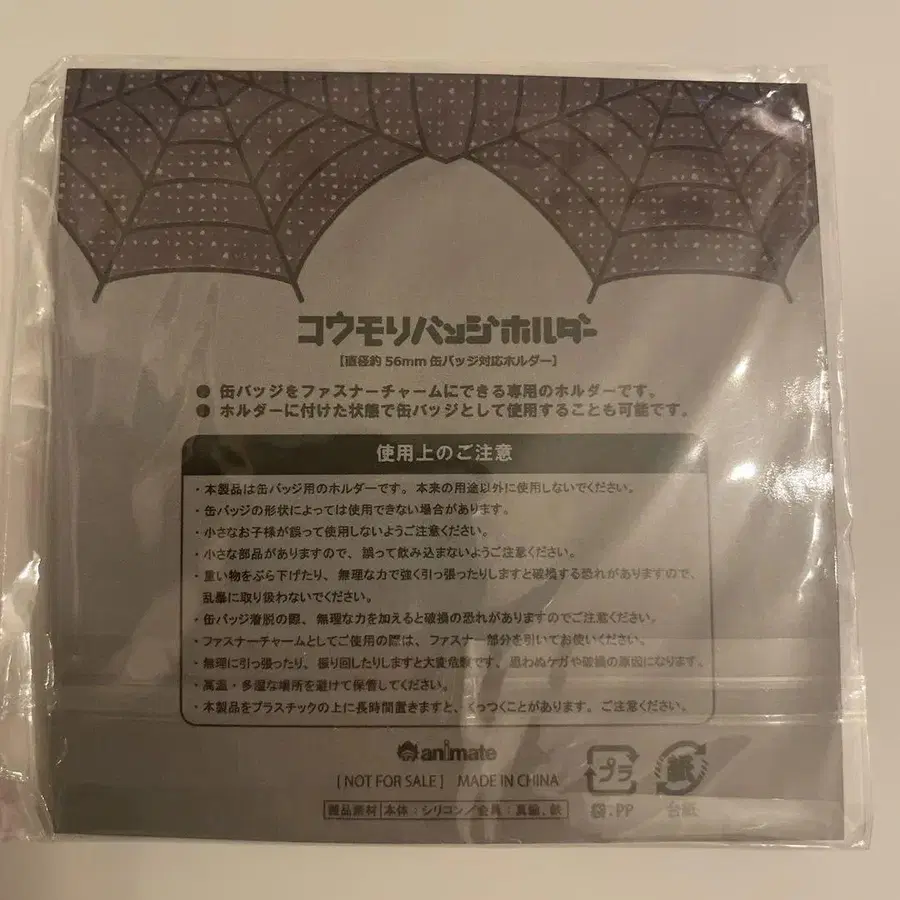 コウモリバッジホルダー
【直径約56mm缶バッジ対応ホルダー】
● 缶バッジをファスナーチャームにできる専用のホルダーです。
● ホルダーに付けた状態で缶バッジとして使用することも可能です。
使用上のご注意
・本製品は缶バッジ用のホルダーです。本来の用途以外に使用しないでください。
・缶バッジの形状によっては使用できない場合があります。
・小さなお子様が誤って使用しないようご注意ください。
・小さな部品がありますので、誤って飲み込まないようご注意ください。
・重い物をぶら下げたり、無理な力で強く引っ張ったりしますと破損する恐れがありますので、
乱暴に取り扱わないでください。
・缶バッジ着脱の際、無理な力を加えると破損の恐れがありますのでご注意ください。
・ファスナーチャームとしてご使用の際は、ファスナー部分を引いてお使いください。
・無理に引っ張ったり、振り回したりしますと大変危険です。思わぬケガや破損の原因になります。
・高温・多湿な場所を避けて保管してください。
・本製品をプラスチックの上に長時間置きますと、くっつくことがあります。ご注意ください。
animate
[NOT FOR SALE] MADE IN CHINA
プラ 紙
袋:PP 台紙
製品素材 本体:シリコン/金具:真鍮、鉄